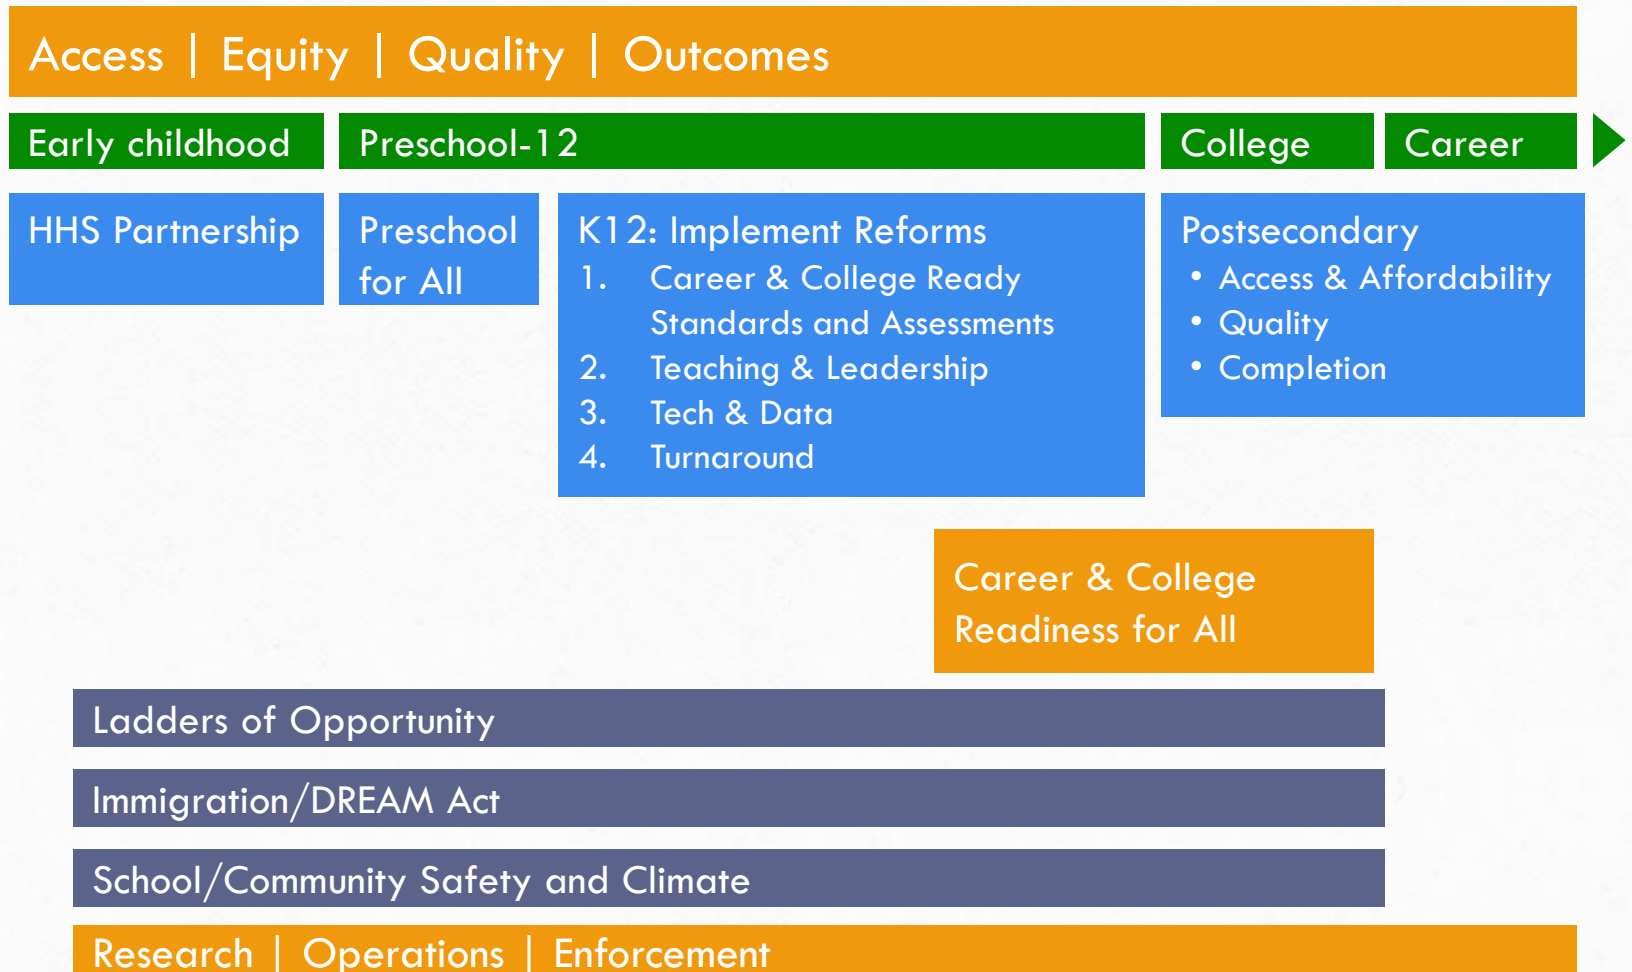 Access | Equity | Quality | Outcomes
Early childhood
Preschool-12
College
Career
HHS Partnership
Preschool
for All
K12: Implement Reforms
1. Career & College Ready
Standards and Assessments
2. Teaching & Leadership
3. Tech & Data
4. Turnaround
Postsecondary
• Access & Affordability
• Quality
• Completion
Career & College
Readiness for All
Ladders of Opportunity
Immigration/DREAM Act
School/Community Safety and Climate
Research | Operations | Enforcement